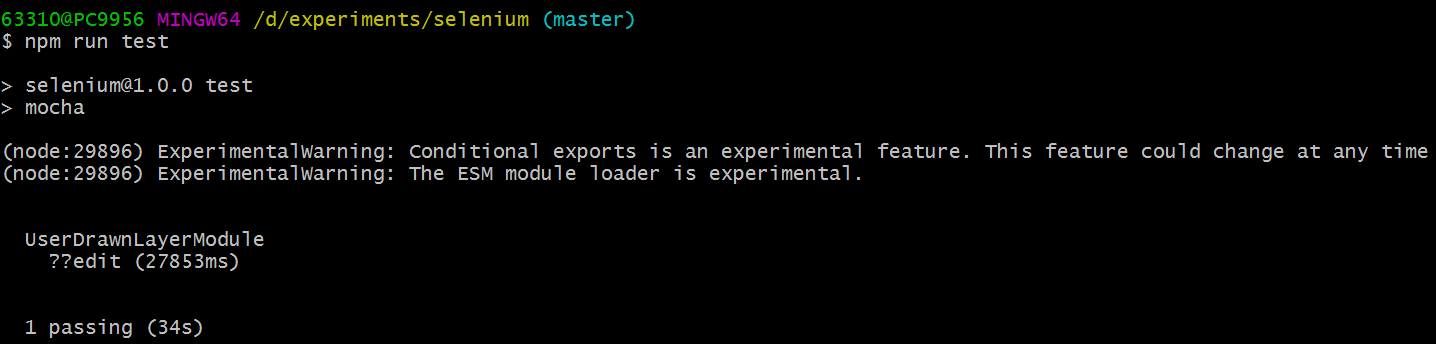 63310@PC9956 MINGW64 /d/experiments/selenium (master)
$ npm run test
> selenium@1.0.0 test
> mocha
(node:29896) ExperimentalWarning: Conditional exports is an experimental feature. This feature could change at any time
(node:29896) ExperimentalWarning: The ESM module loader is experimental.
UserDrawnLayerModule
??edit (27853ms)
1 passing (34s)